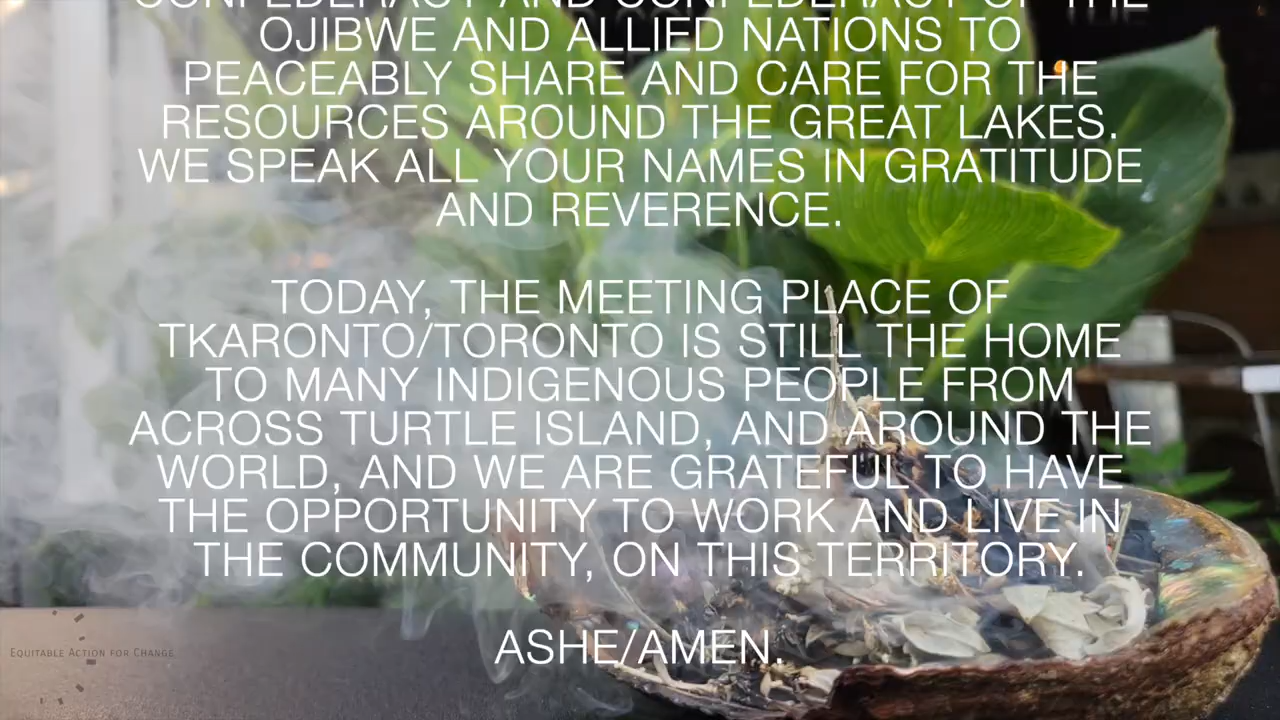 CONFEDERACY AND CONFEDERACY OF THE
OJIBWE AND ALLIED NATIONS TO
PEACEABLY SHARE AND CARE FOR THE
RESOURCES AROUND THE GREAT LAKES.
WE SPEAK ALL YOUR NAMES IN GRATITUDE
AND REVERENCE.
TODAY, THE MEETING PLACE OF
TKARONTO/TORONTO IS STILL THE HOME
TO MANY INDIGENOUS PEOPLE FROM
ACROSS TURTLE ISLAND, AND AROUND THE
WORLD, AND WE ARE GRATEFUL TO HAVE
THE OPPORTUNITY TO WORK AND LIVE IN
THE COMMUNITY, ON THIS TERRITORY.
ASHE/AMEN.
EQUITABLE ACTION FOR CHANGE